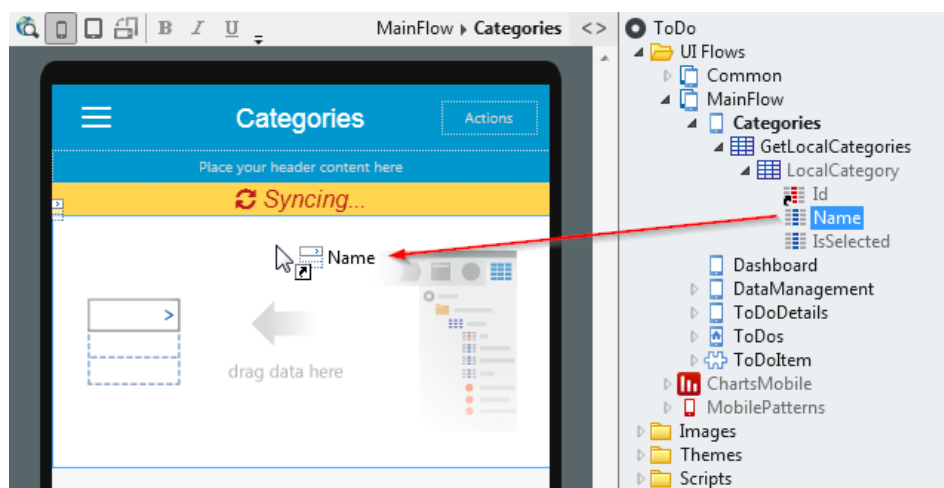 B I U
MainFlow Categories <>
Categories
Actions
Place your header content here
Syncing...
Name
drag data here
ToDo
UI Flows
Common
MainFlow
Categories
GetLocalCategories
LocalCategory
Id
Name
IsSelected
Dashboard
DataManagement
ToDoDetails
ToDos
ToDoItem
ChartsMobile
MobilePatterns
Images
Themes
Scripts